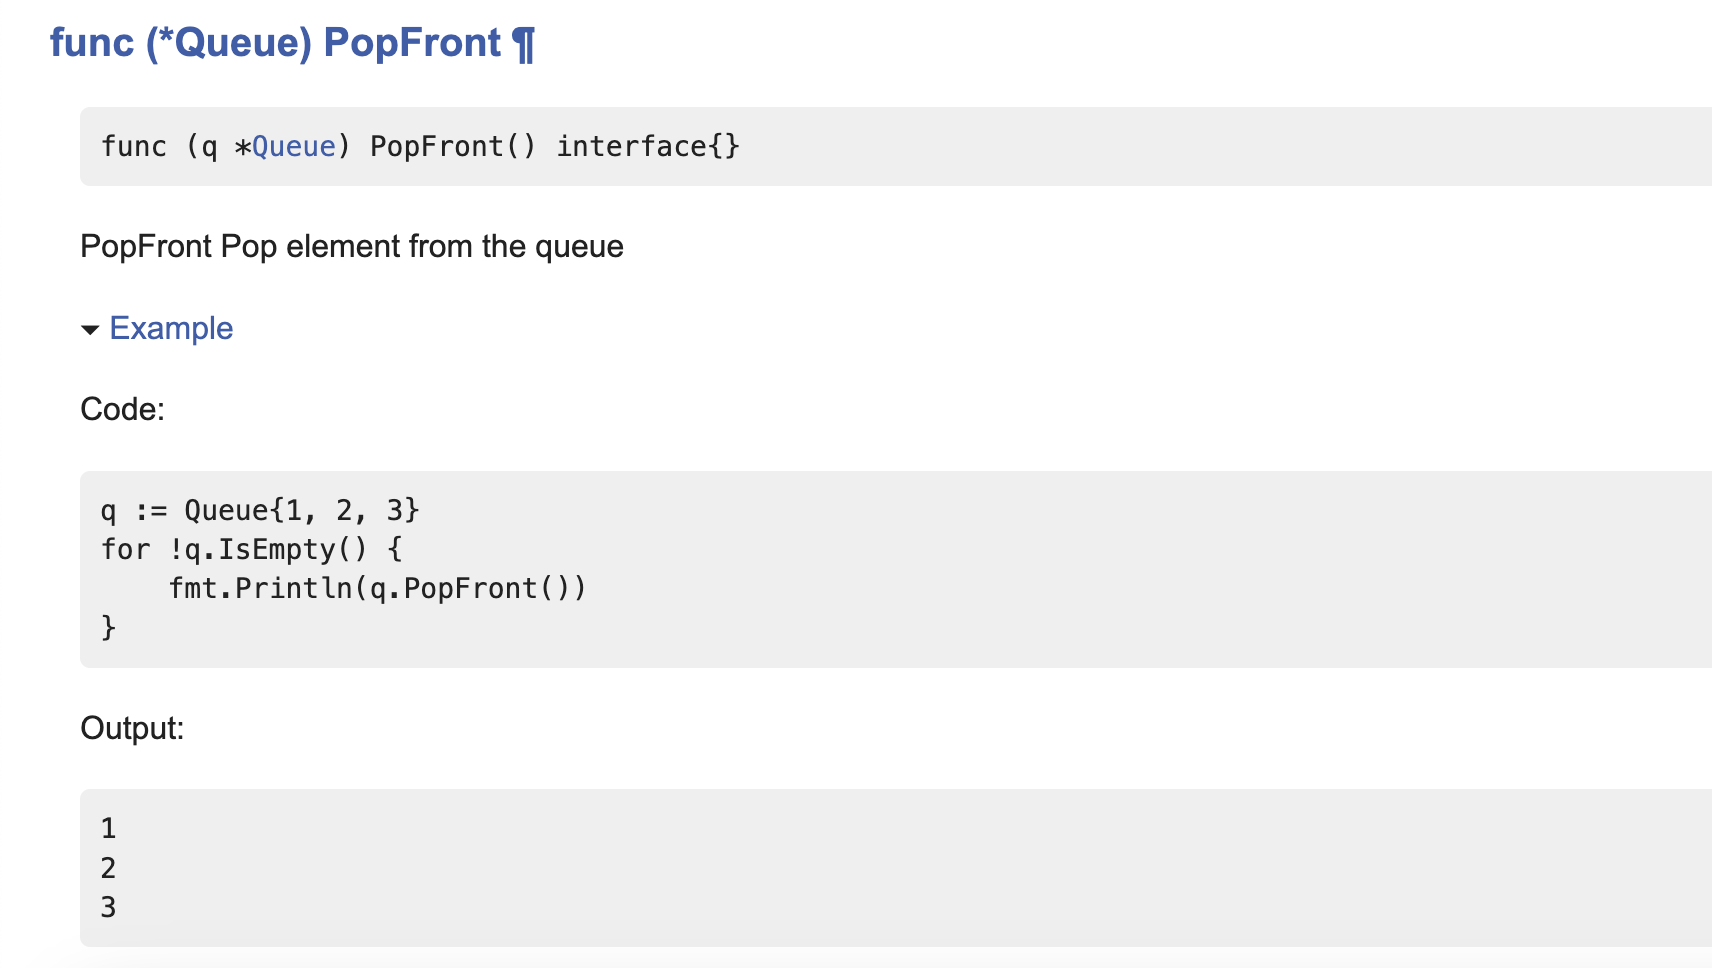 func (*Queue) PopFront ¶
func (q *Queue) PopFront() interface{}
PopFront Pop element from the queue
Example
Code:
q := Queue{1, 2, 3}
for !q.IsEmpty() {
    fmt.Println(q.PopFront())
}
Output:
1
2
3